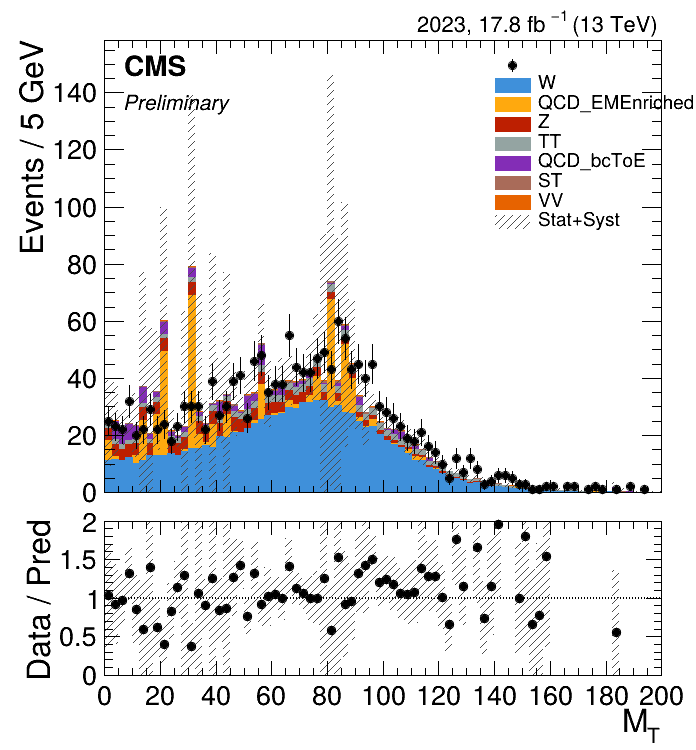 2023, 17.8 fb⁻¹ (13 TeV)
CMS
Preliminary
W
QCD_EMEnriched
Z
TT
QCD_bcToE
ST
VV
Stat+Syst
Events / 5 GeV
140
120
100
80
60
40
20
0
Data / Pred
2
1.5
1
0.5
0
0 20 40 60 80 100 120 140 160 180 200
M_T